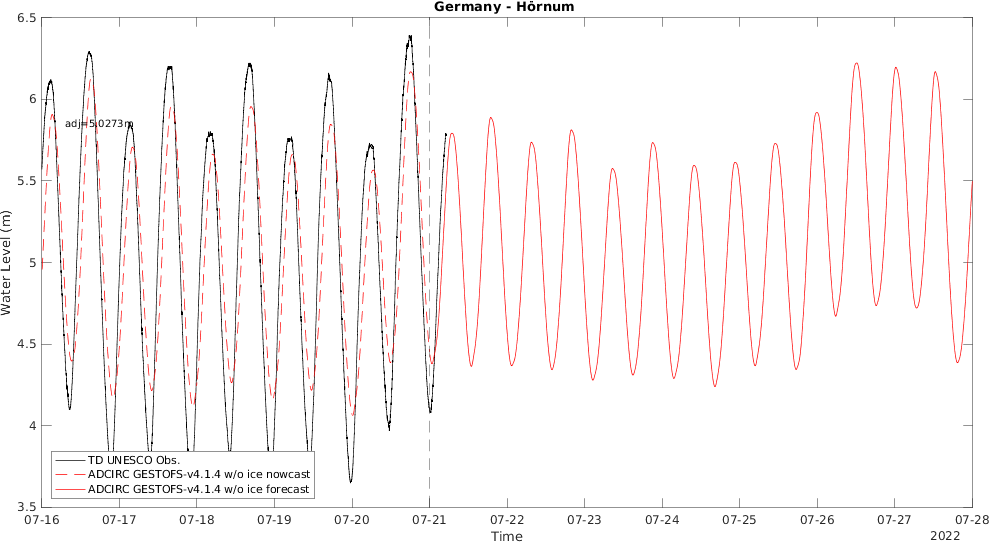 Germany - Hörnum
6.5
6
5.5
5
4.5
4
3.5
Water Level (m)
adj=5.0273m
TD UNESCO Obs.
ADCIRC GESTOFS-v4.1.4 w/o ice nowcast
ADCIRC GESTOFS-v4.1.4 w/o ice forecast
07-16 07-17 07-18 07-19 07-20 07-21 07-22 07-23 07-24 07-25 07-26 07-27 07-28
Time
2022